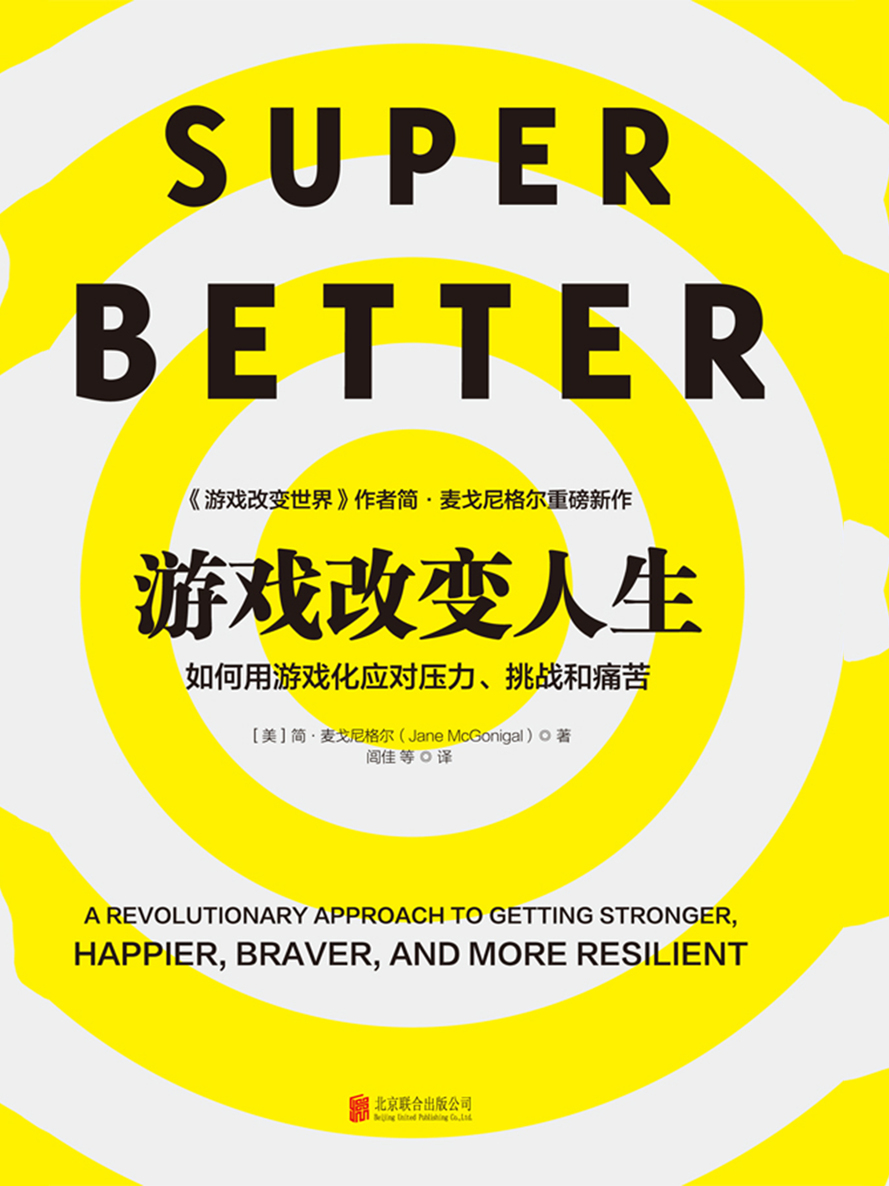 SUPER
BETTER
《游戏改变世界》作者简·麦戈尼格尔重磅新作
游戏改变人生
如何用游戏化应对压力、挑战和痛苦
［美］简·麦戈尼格尔（Jane McGonigal）◎ 著
闾佳 等 ◎ 译
A REVOLUTIONARY APPROACH TO GETTING STRONGER,
HAPPIER, BRAVER, AND MORE RESILIENT
北京联合出版公司
Beijing United Publishing Co.,Ltd.